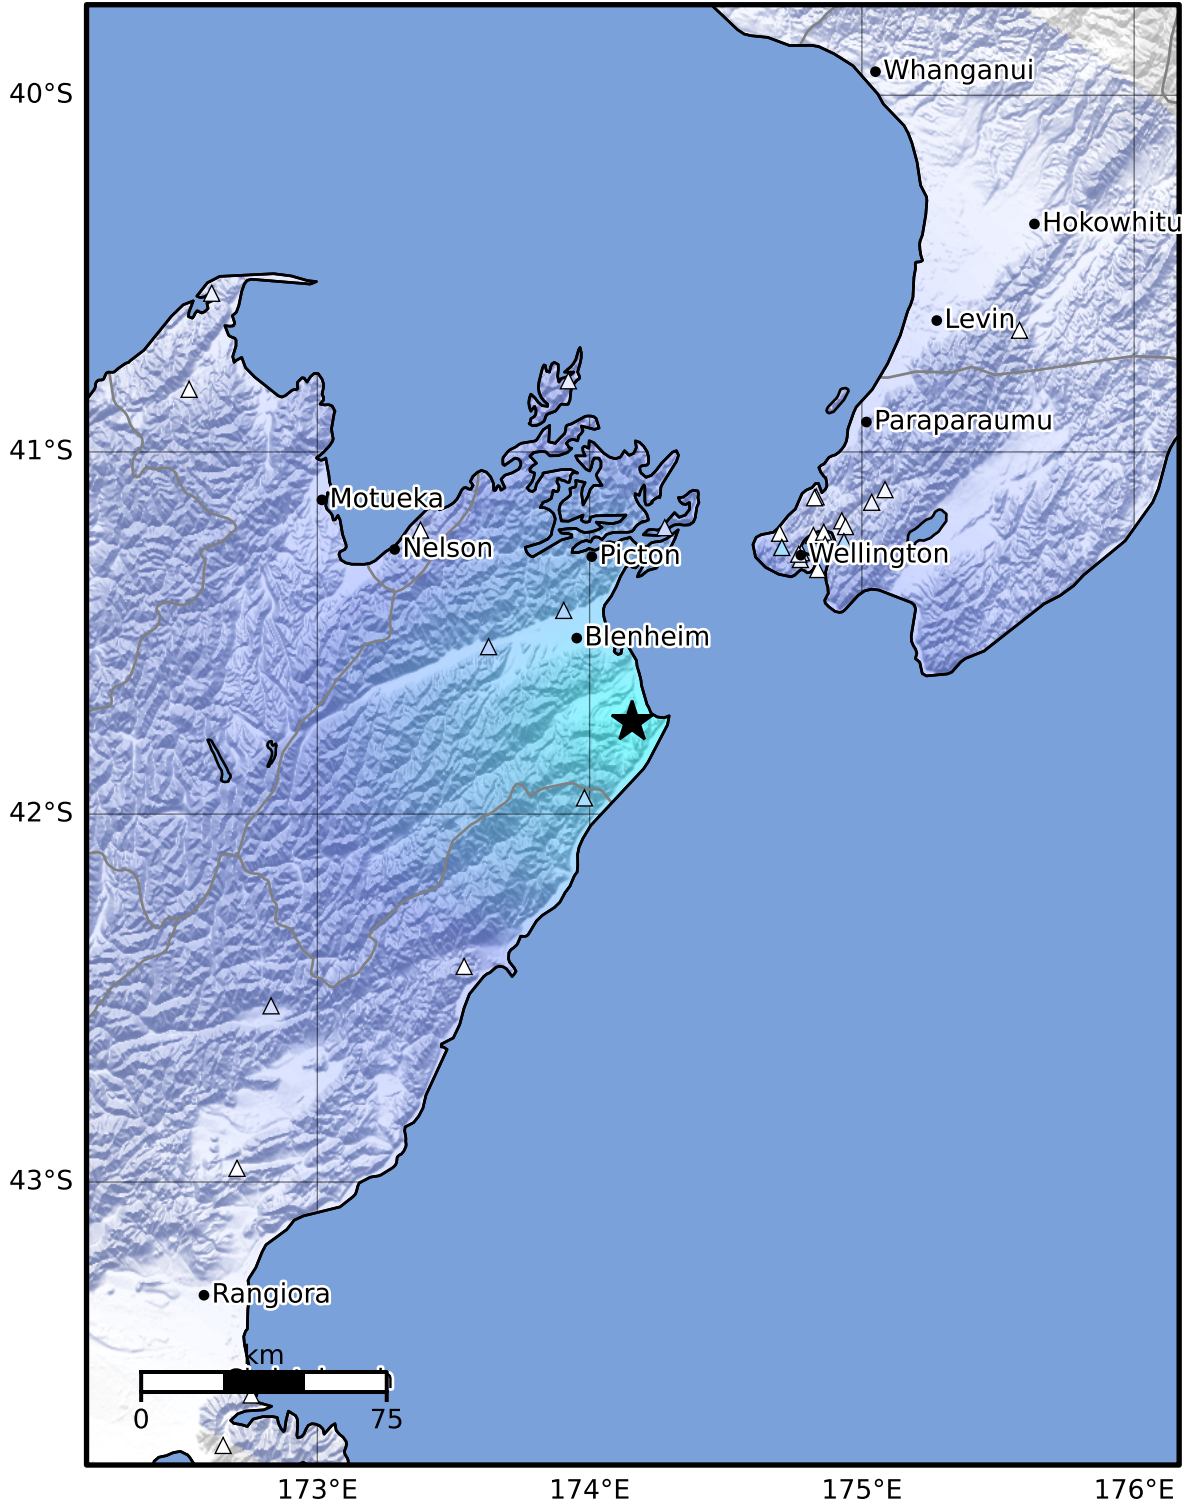 Whanganui
40°S
Hokowhitu
Levin
Paraparaumu
41°S
Motueka
Nelson
Picton
Wellington
Blenheim
42°S
43°S
Rangiora
km
0
75
173°E
174°E
175°E
176°E